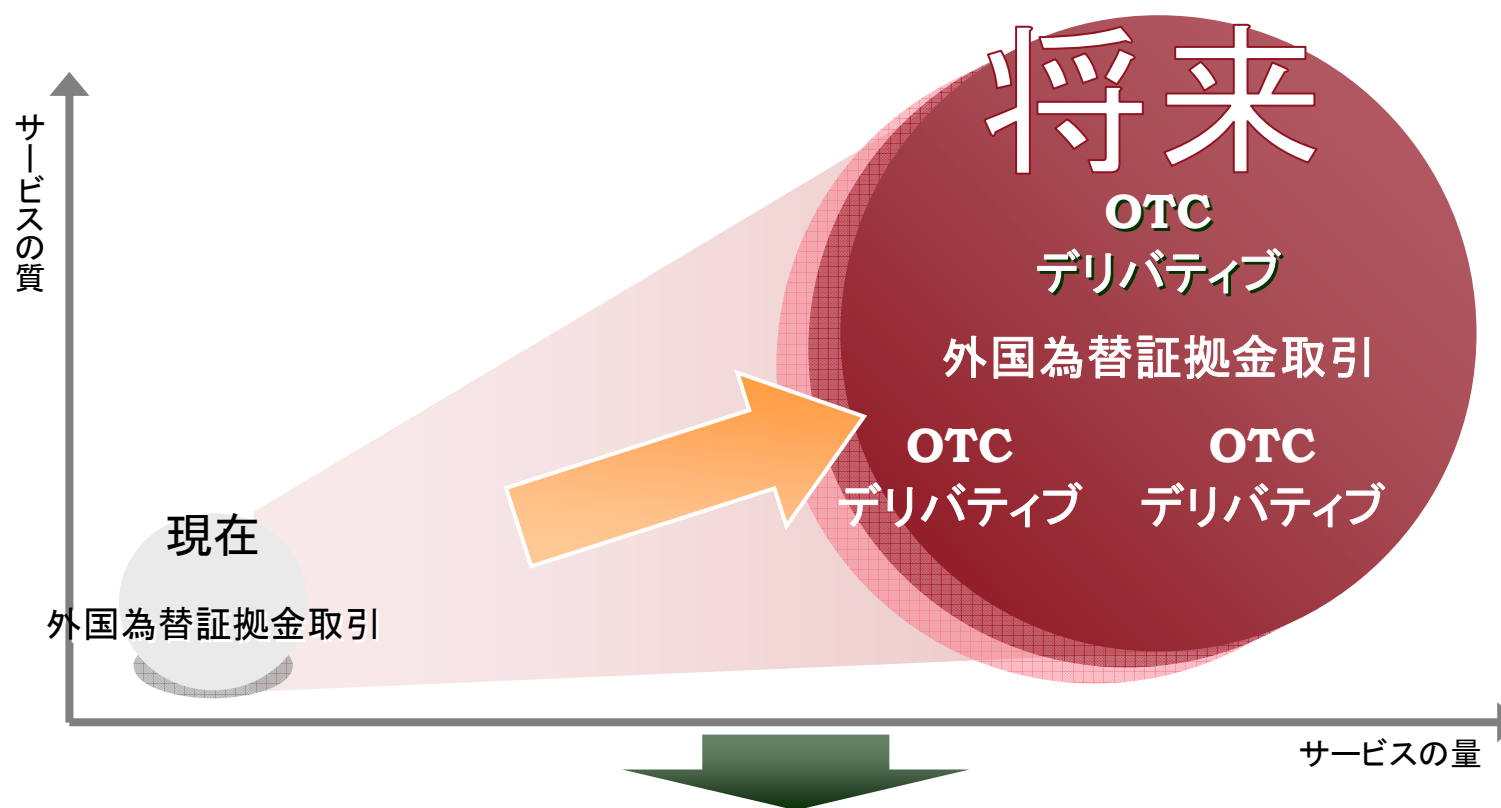 将来
サービスの質
OTC
デリバティブ
外国為替証拠金取引
OTC
デリバティブ
OTC
デリバティブ
現在
外国為替証拠金取引
サービスの量